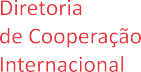 Diretoria
de Cooperação
Internacional